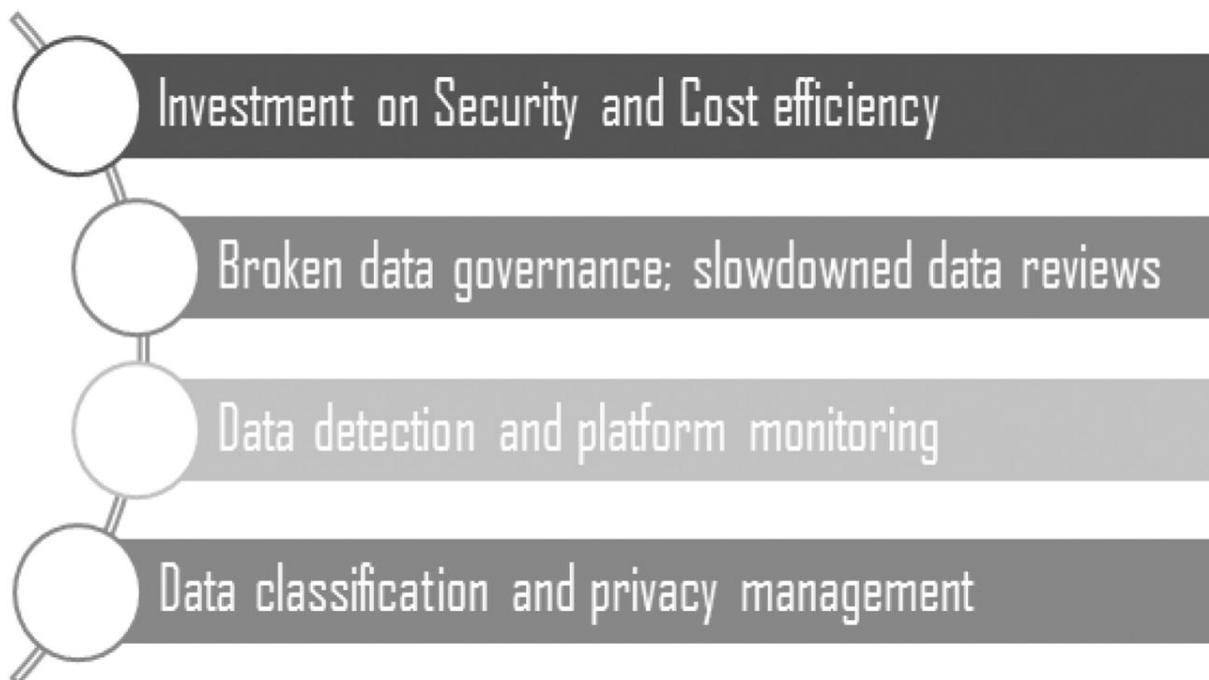 Investment on Security and Cost efficiency
Broken data governance; slowdowned data reviews
Data detection and platform monitoring
Data classification and privacy management